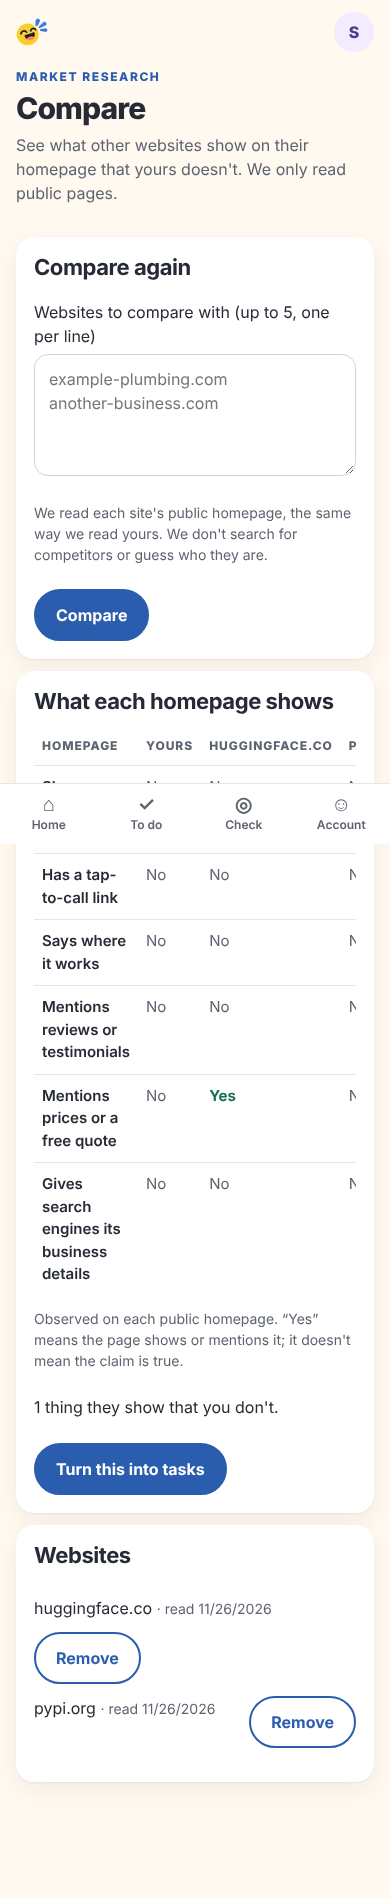 S
MARKET RESEARCH
Compare
See what other websites show on their
homepage that yours doesn't. We only read
public pages.
Compare again
Websites to compare with (up to 5, one
per line)
example-plumbing.com
another-business.com
We read each site's public homepage, the same
way we read yours. We don't search for
competitors or guess who they are.
Compare
What each homepage shows
HOMEPAGE YOURS HUGGINGFACE.CO P
Home To do Check Account
Has a tap- No No N
to-call link
Says where No No N
it works
Mentions No No N
reviews or
testimonials
Mentions No Yes
prices or a
free quote
Gives No No N
search
engines its
business
details
Observed on each public homepage. “Yes”
means the page shows or mentions it; it doesn't
mean the claim is true.
1 thing they show that you don't.
Turn this into tasks
Websites
huggingface.co · read 11/26/2026
Remove
pypi.org · read 11/26/2026 Remove